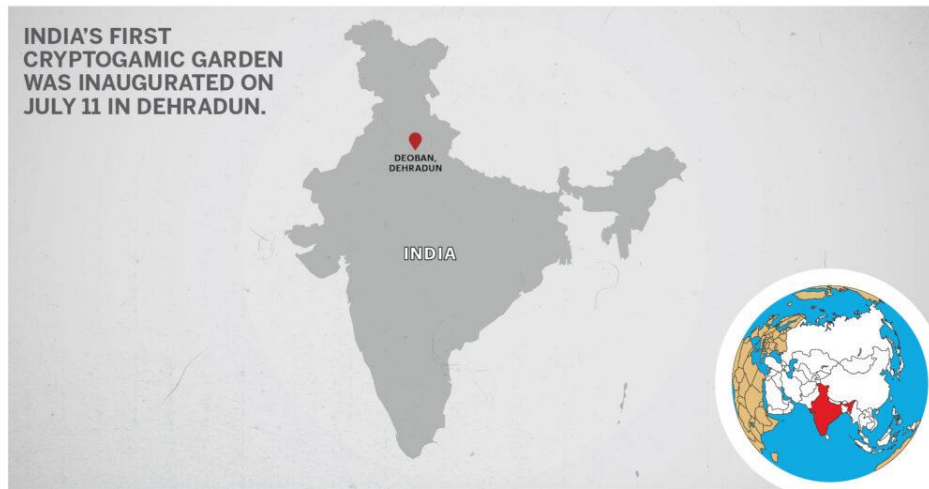 INDIA'S FIRST
CRYPTOGAMIC GARDEN
WAS INAUGURATED ON
JULY 11 IN DEHRADUN.
DEOBAN,
DEHRADUN
INDIA